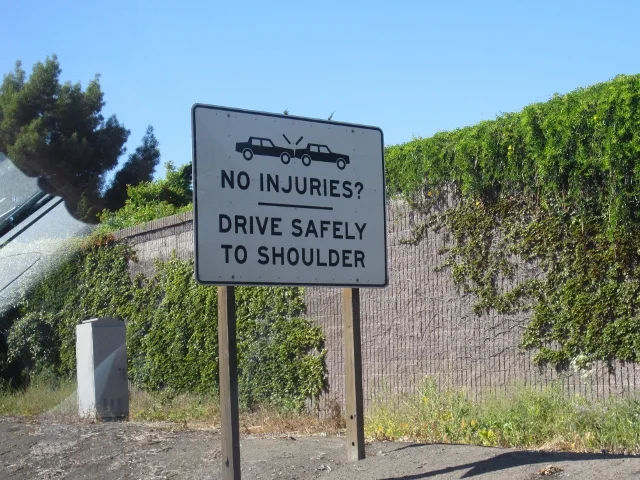 NO INJURIES?
DRIVE SAFELY
TO SHOULDER